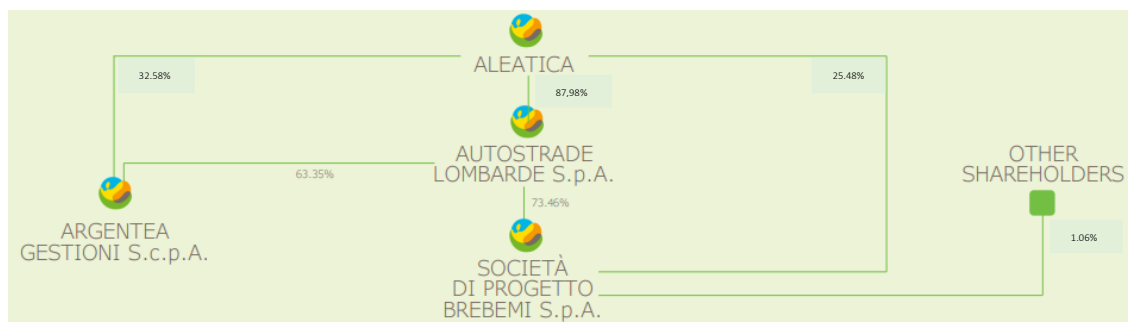 ALEATICA
32.58%
25.48%
87,98%
AUTOSTRADE
LOMBARDE S.p.A.
OTHER
SHAREHOLDERS
63.35%
73.46%
ARGENTEA
GESTIONI S.c.p.A.
1.06%
SOCIETÀ
DI PROGETTO
BREBEMI S.p.A.